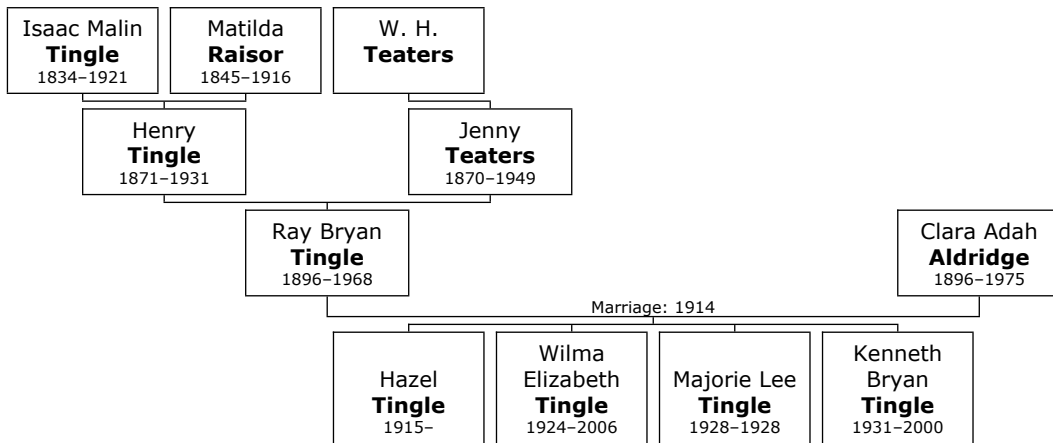 Isaac Malin
Tingle
1834–1921
Matilda
Raisor
1845–1916
W. H.
Teaters
Henry
Tingle
1871–1931
Jenny
Teaters
1870–1949
Ray Bryan
Tingle
1896–1968
Clara Adah
Aldridge
1896–1975
Marriage: 1914
Hazel
Tingle
1915–
Wilma
Elizabeth
Tingle
1924–2006
Majorie Lee
Tingle
1928–1928
Kenneth
Bryan
Tingle
1931–2000